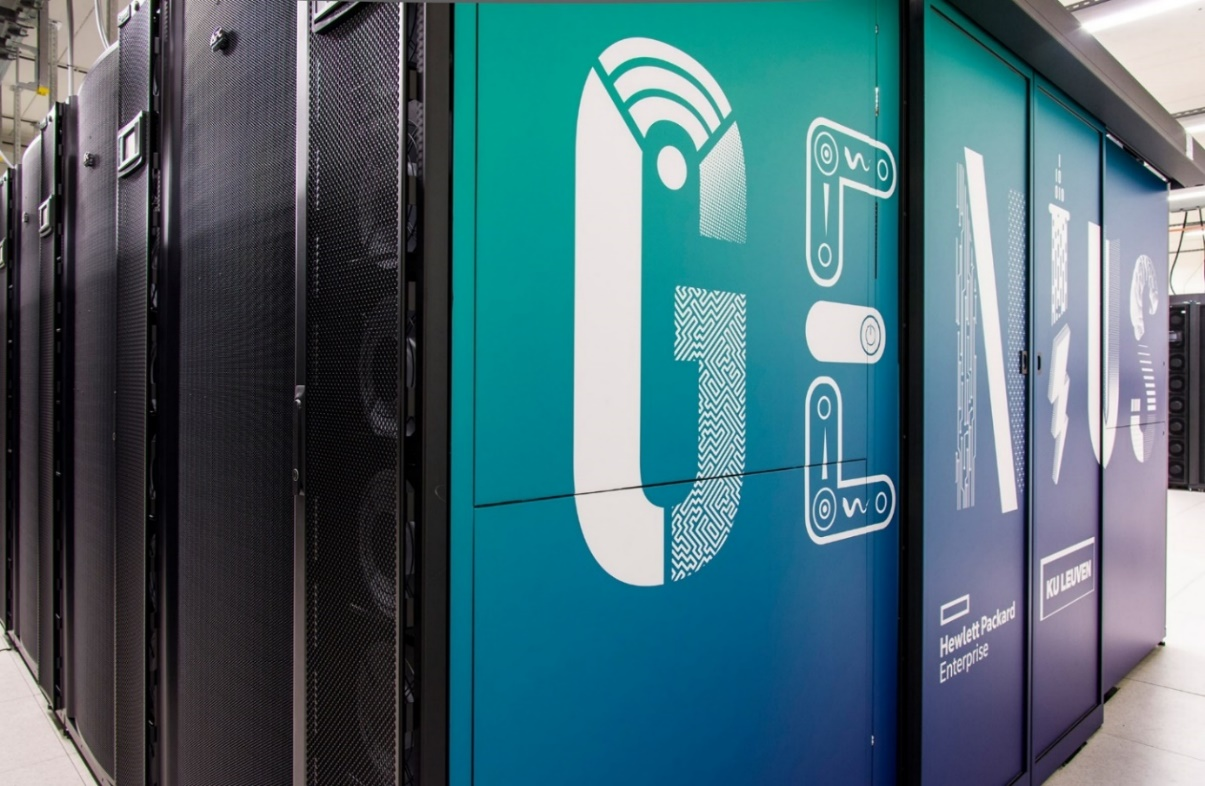 GENIUS
Hewlett Packard
Enterprise
KU LEUVEN